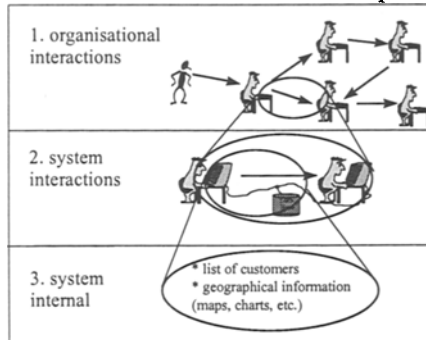 1. organisational
interactions
2. system
interactions
3. system
internal
* list of customers
* geographical information
(maps, charts, etc.)